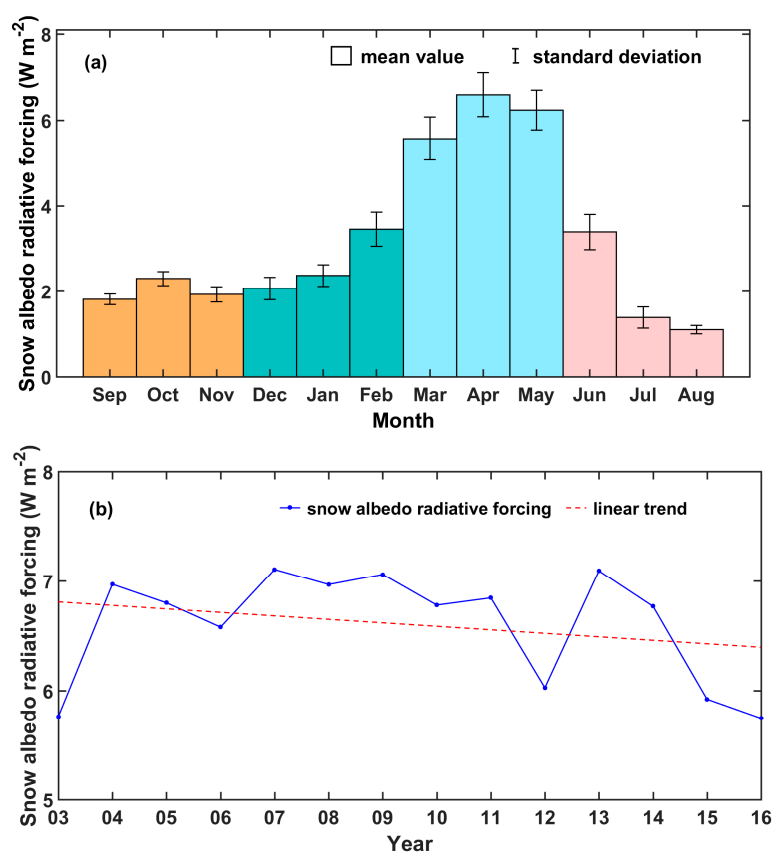 (a)
mean value
standard deviation
Snow albedo radiative forcing (W m-2)
8
6
4
2
0
Sep Oct Nov Dec Jan Feb Mar Apr May Jun Jul Aug
Month
(b)
snow albedo radiative forcing
linear trend
Snow albedo radiative forcing (W m-2)
8
7
6
5
03 04 05 06 07 08 09 10 11 12 13 14 15 16
Year